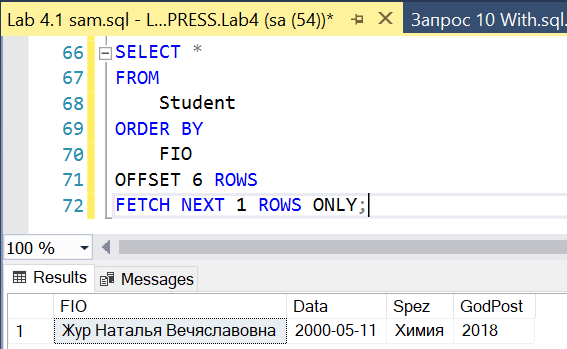 Lab 4.1 sam.sql - L...PRESS.Lab4 (sa (54))* Запрос 10 With.sql.
66 SELECT *
67 FROM
68 Student
69 ORDER BY
70 FIO
71 OFFSET 6 ROWS
72 FETCH NEXT 1 ROWS ONLY;
100 %
Results Messages
FIO Data Spez GodPost
1 Жур Наталья Вечяславовна 2000-05-11 Химия 2018